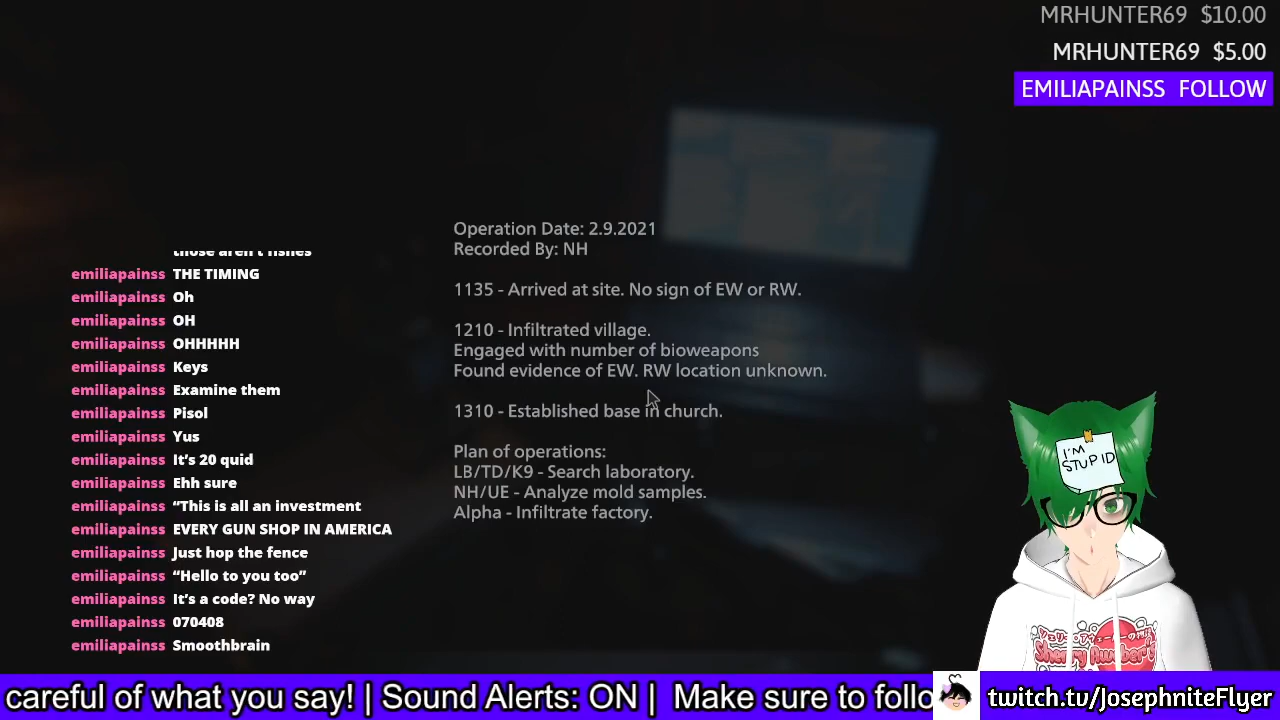 MRHUNTER69 $10.00
MRHUNTER69 $5.00
EMILIAPAINSS FOLLOW
Operation Date: 2.9.2021
Recorded By: NH
1135 - Arrived at site. No sign of EW or RW.
1210 - Infiltrated village.
Engaged with number of bioweapons
Found evidence of EW. RW location unknown.
1310 - Established base in church.
Plan of operations:
LB/TD/K9 - Search laboratory.
NH/UE - Analyze mold samples.
Alpha - Infiltrate factory.
those aren't fishes
emiliapainss THE TIMING
emiliapainss Oh
emiliapainss OH
emiliapainss OHHHHH
emiliapainss Keys
emiliapainss Examine them
emiliapainss Pisol
emiliapainss Yus
emiliapainss It’s 20 quid
emiliapainss Ehh sure
emiliapainss “This is all an investment
emiliapainss EVERY GUN SHOP IN AMERICA
emiliapainss Just hop the fence
emiliapainss “Hello to you too”
emiliapainss It’s a code? No way
emiliapainss 070408
emiliapainss Smoothbrain
I'M
STUPID
careful of what you say! | Sound Alerts: ON | Make sure to follo
twitch.tv/JosephniteFlyer